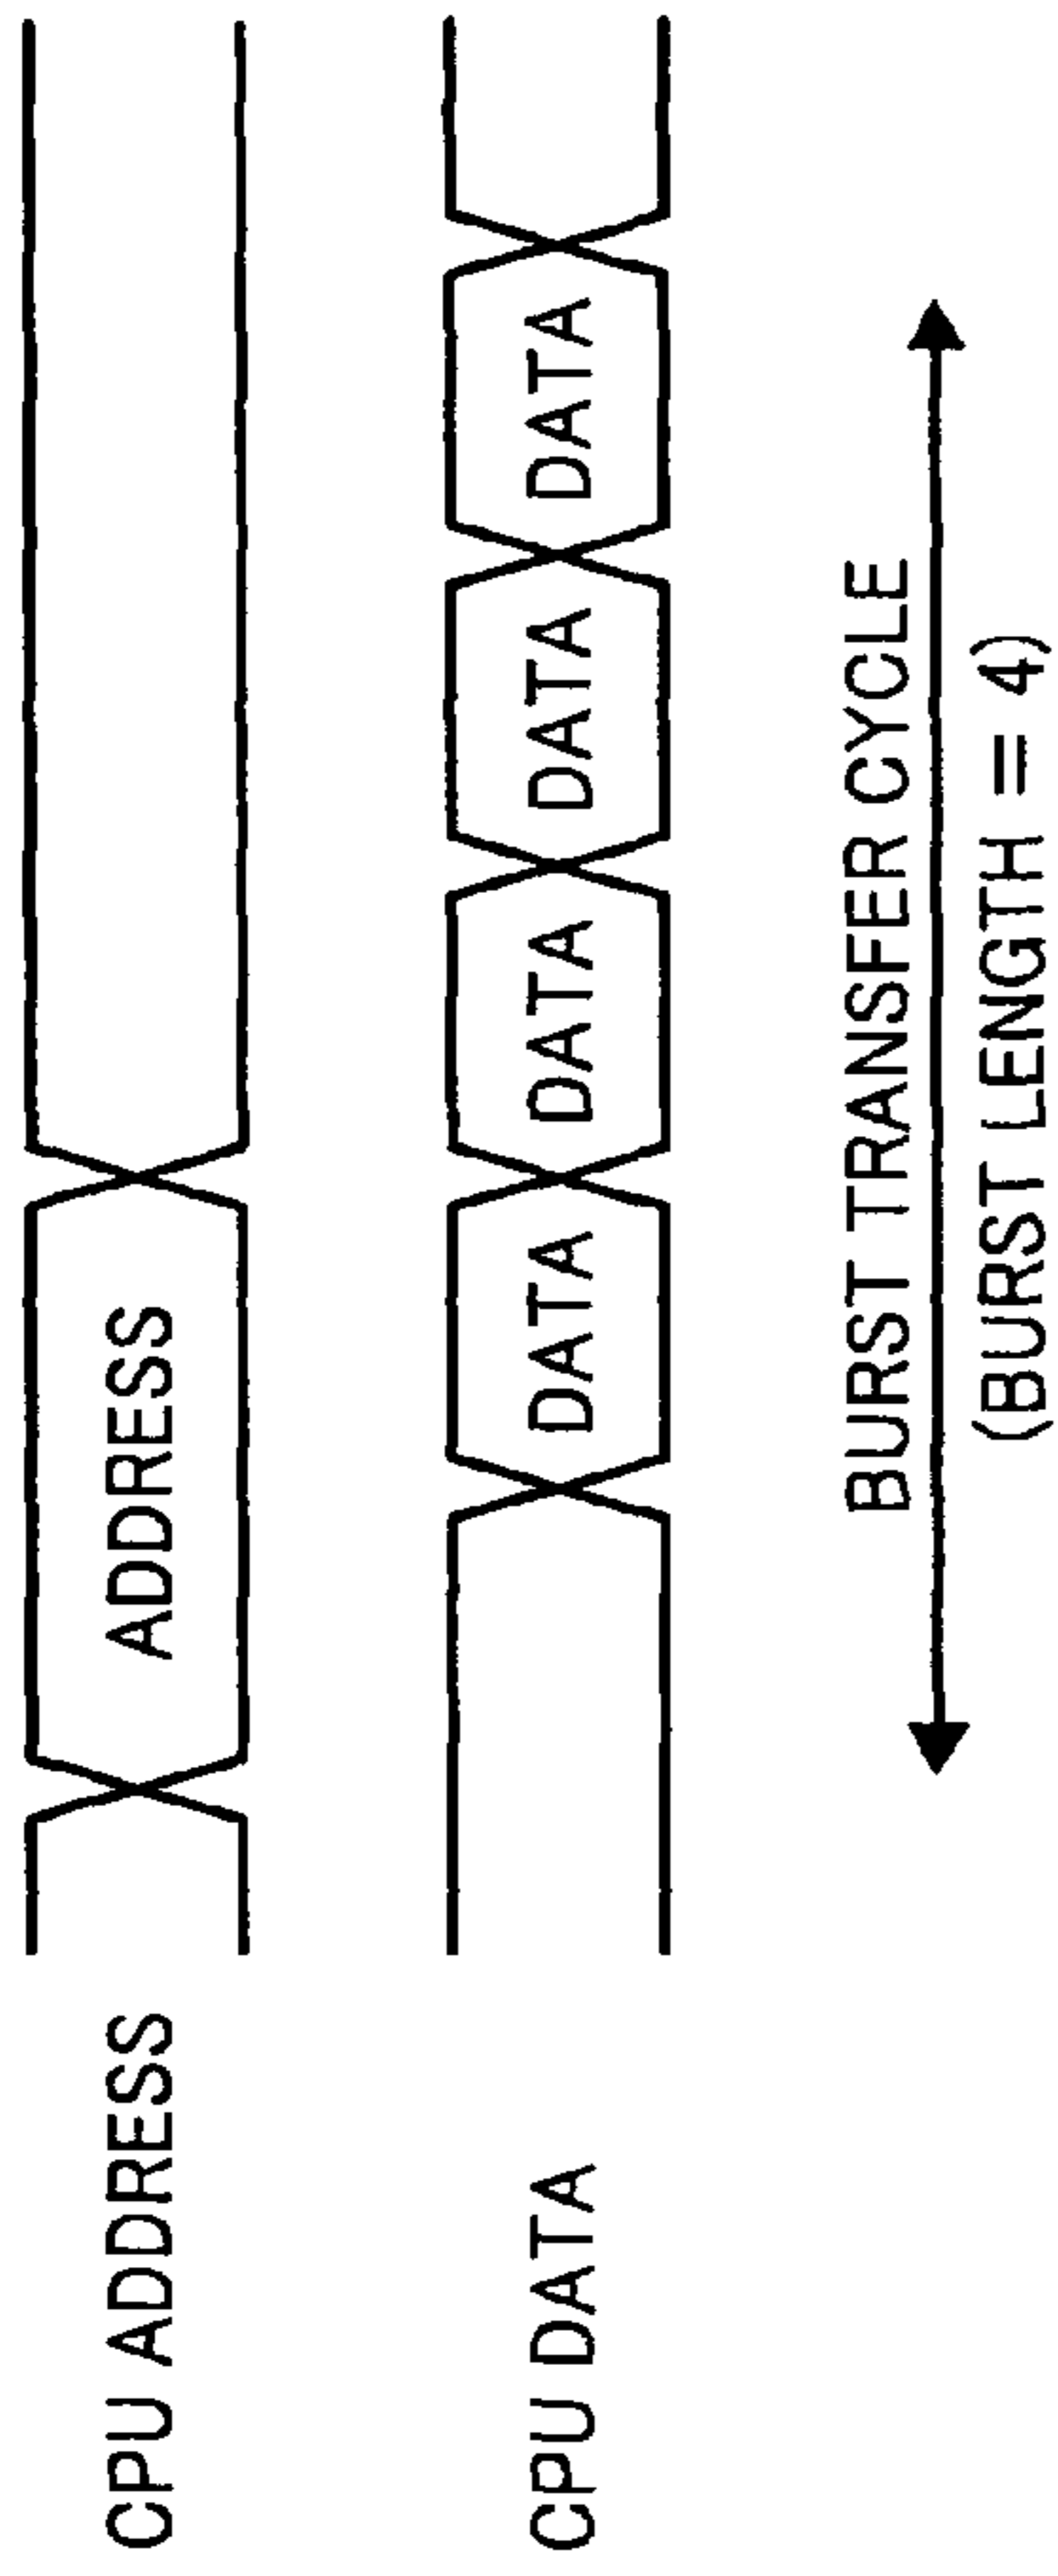 CPU ADDRESS
ADDRESS
CPU DATA
DATA DATA DATA DATA
BURST TRANSFER CYCLE
(BURST LENGTH = 4)